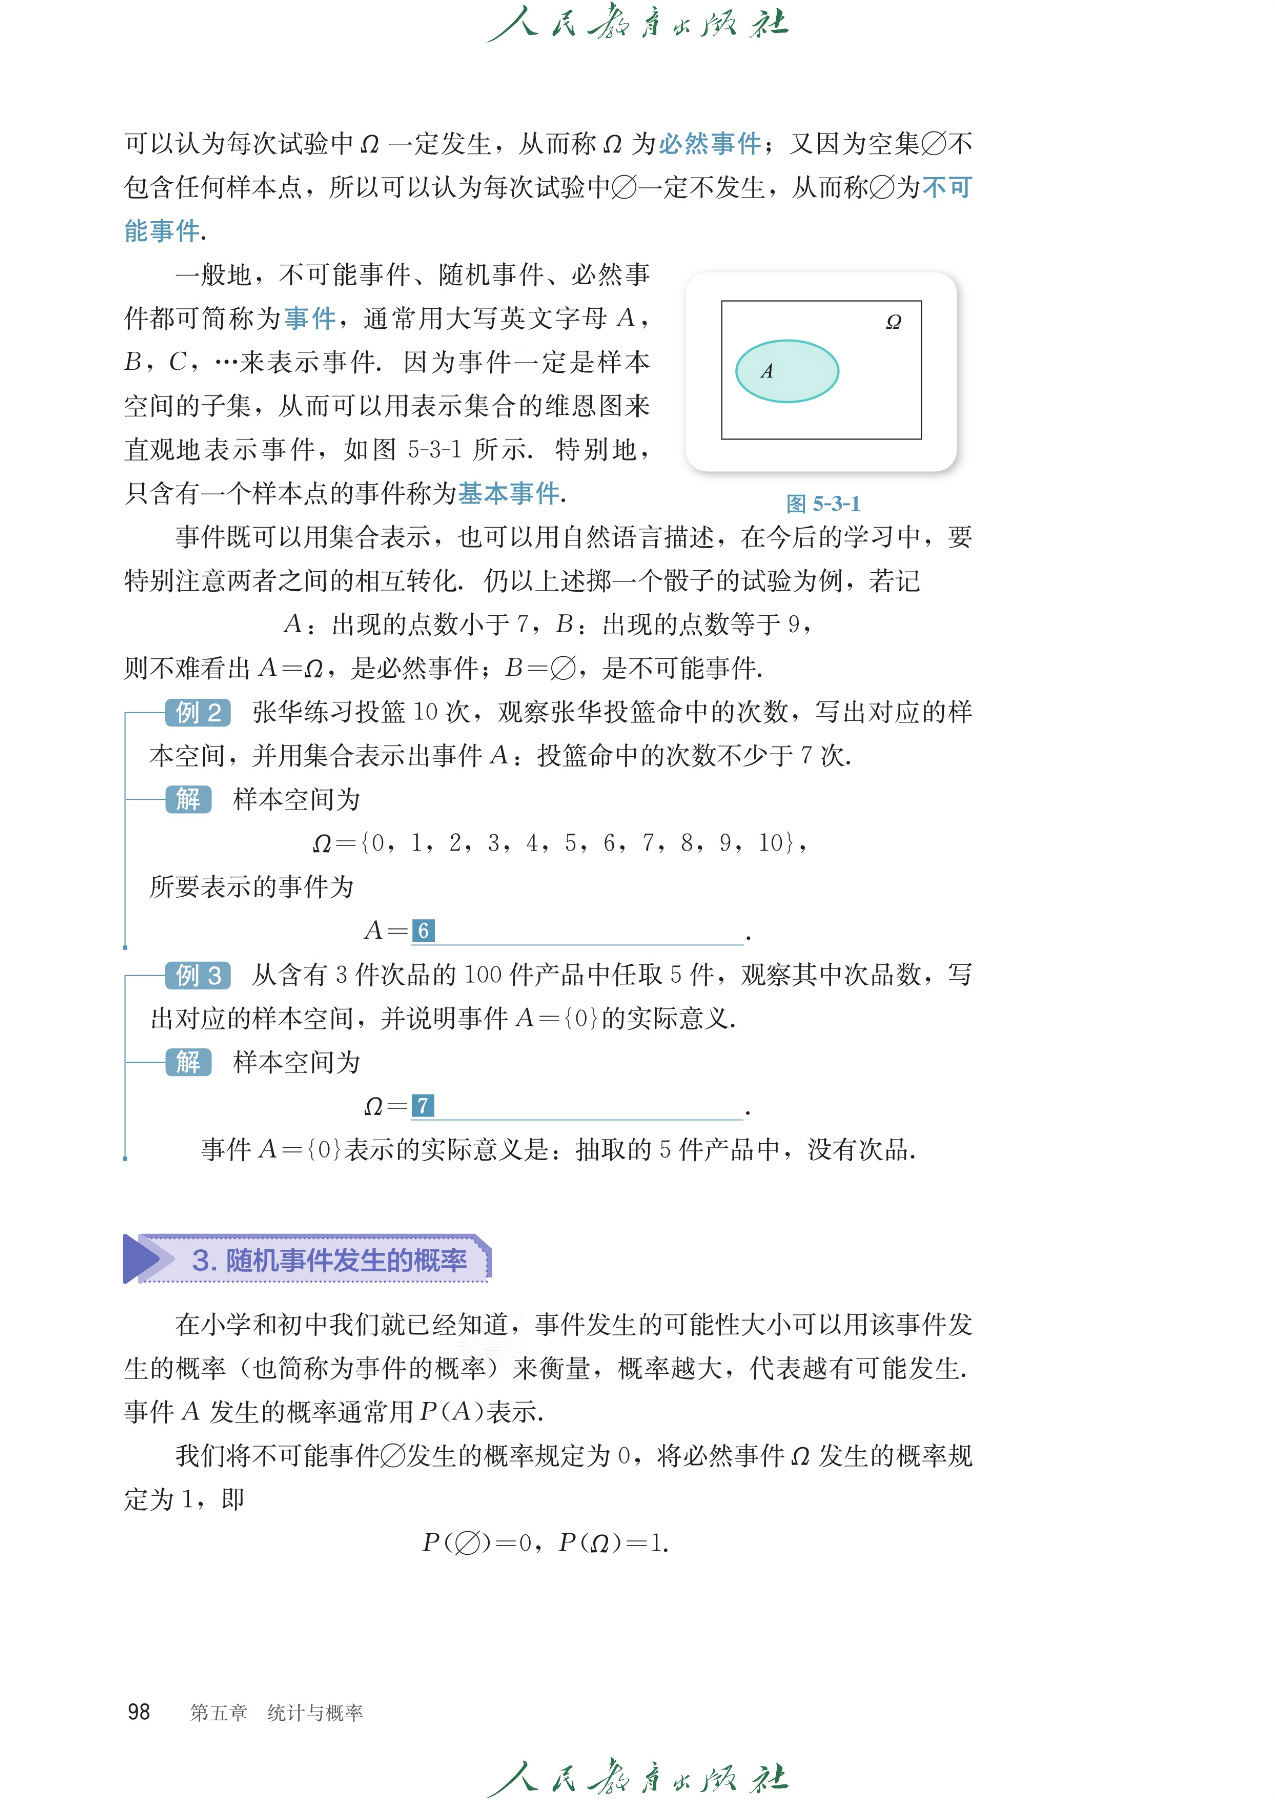 人民教育出版社
可以认为每次试验中 Ω 一定发生，从而称 Ω 为必然事件；又因为空集∅不
包含任何样本点，所以可以认为每次试验中∅一定不发生，从而称∅为不可
能事件.
一般地，不可能事件、随机事件、必然事
件都可简称为事件，通常用大写英文字母 A，
B，C，…来表示事件. 因为事件一定是样本
空间的子集，从而可以用表示集合的维恩图来
直观地表示事件，如图 5-3-1 所示. 特别地，
只含有一个样本点的事件称为基本事件.
Ω
A
图 5-3-1
事件既可以用集合表示，也可以用自然语言描述，在今后的学习中，要
特别注意两者之间的相互转化. 仍以上述掷一个骰子的试验为例，若记
A：出现的点数小于 7，B：出现的点数等于 9，
则不难看出 A=Ω，是必然事件；B=∅，是不可能事件.
例 2 张华练习投篮 10 次，观察张华投篮命中的次数，写出对应的样
本空间，并用集合表示出事件 A：投篮命中的次数不少于 7 次.
解 样本空间为
Ω={0，1，2，3，4，5，6，7，8，9，10}，
所要表示的事件为
A=6 .
例 3 从含有 3 件次品的 100 件产品中任取 5 件，观察其中次品数，写
出对应的样本空间，并说明事件 A={0}的实际意义.
解 样本空间为
Ω=7 .
事件 A={0}表示的实际意义是：抽取的 5 件产品中，没有次品.
3. 随机事件发生的概率
在小学和初中我们就已经知道，事件发生的可能性大小可以用该事件发
生的概率（也简称为事件的概率）来衡量，概率越大，代表越有可能发生.
事件 A 发生的概率通常用 P(A)表示.
我们将不可能事件∅发生的概率规定为 0，将必然事件 Ω 发生的概率规
定为 1，即
P(∅)=0，P(Ω)=1.
98 第五章 统计与概率
人民教育出版社